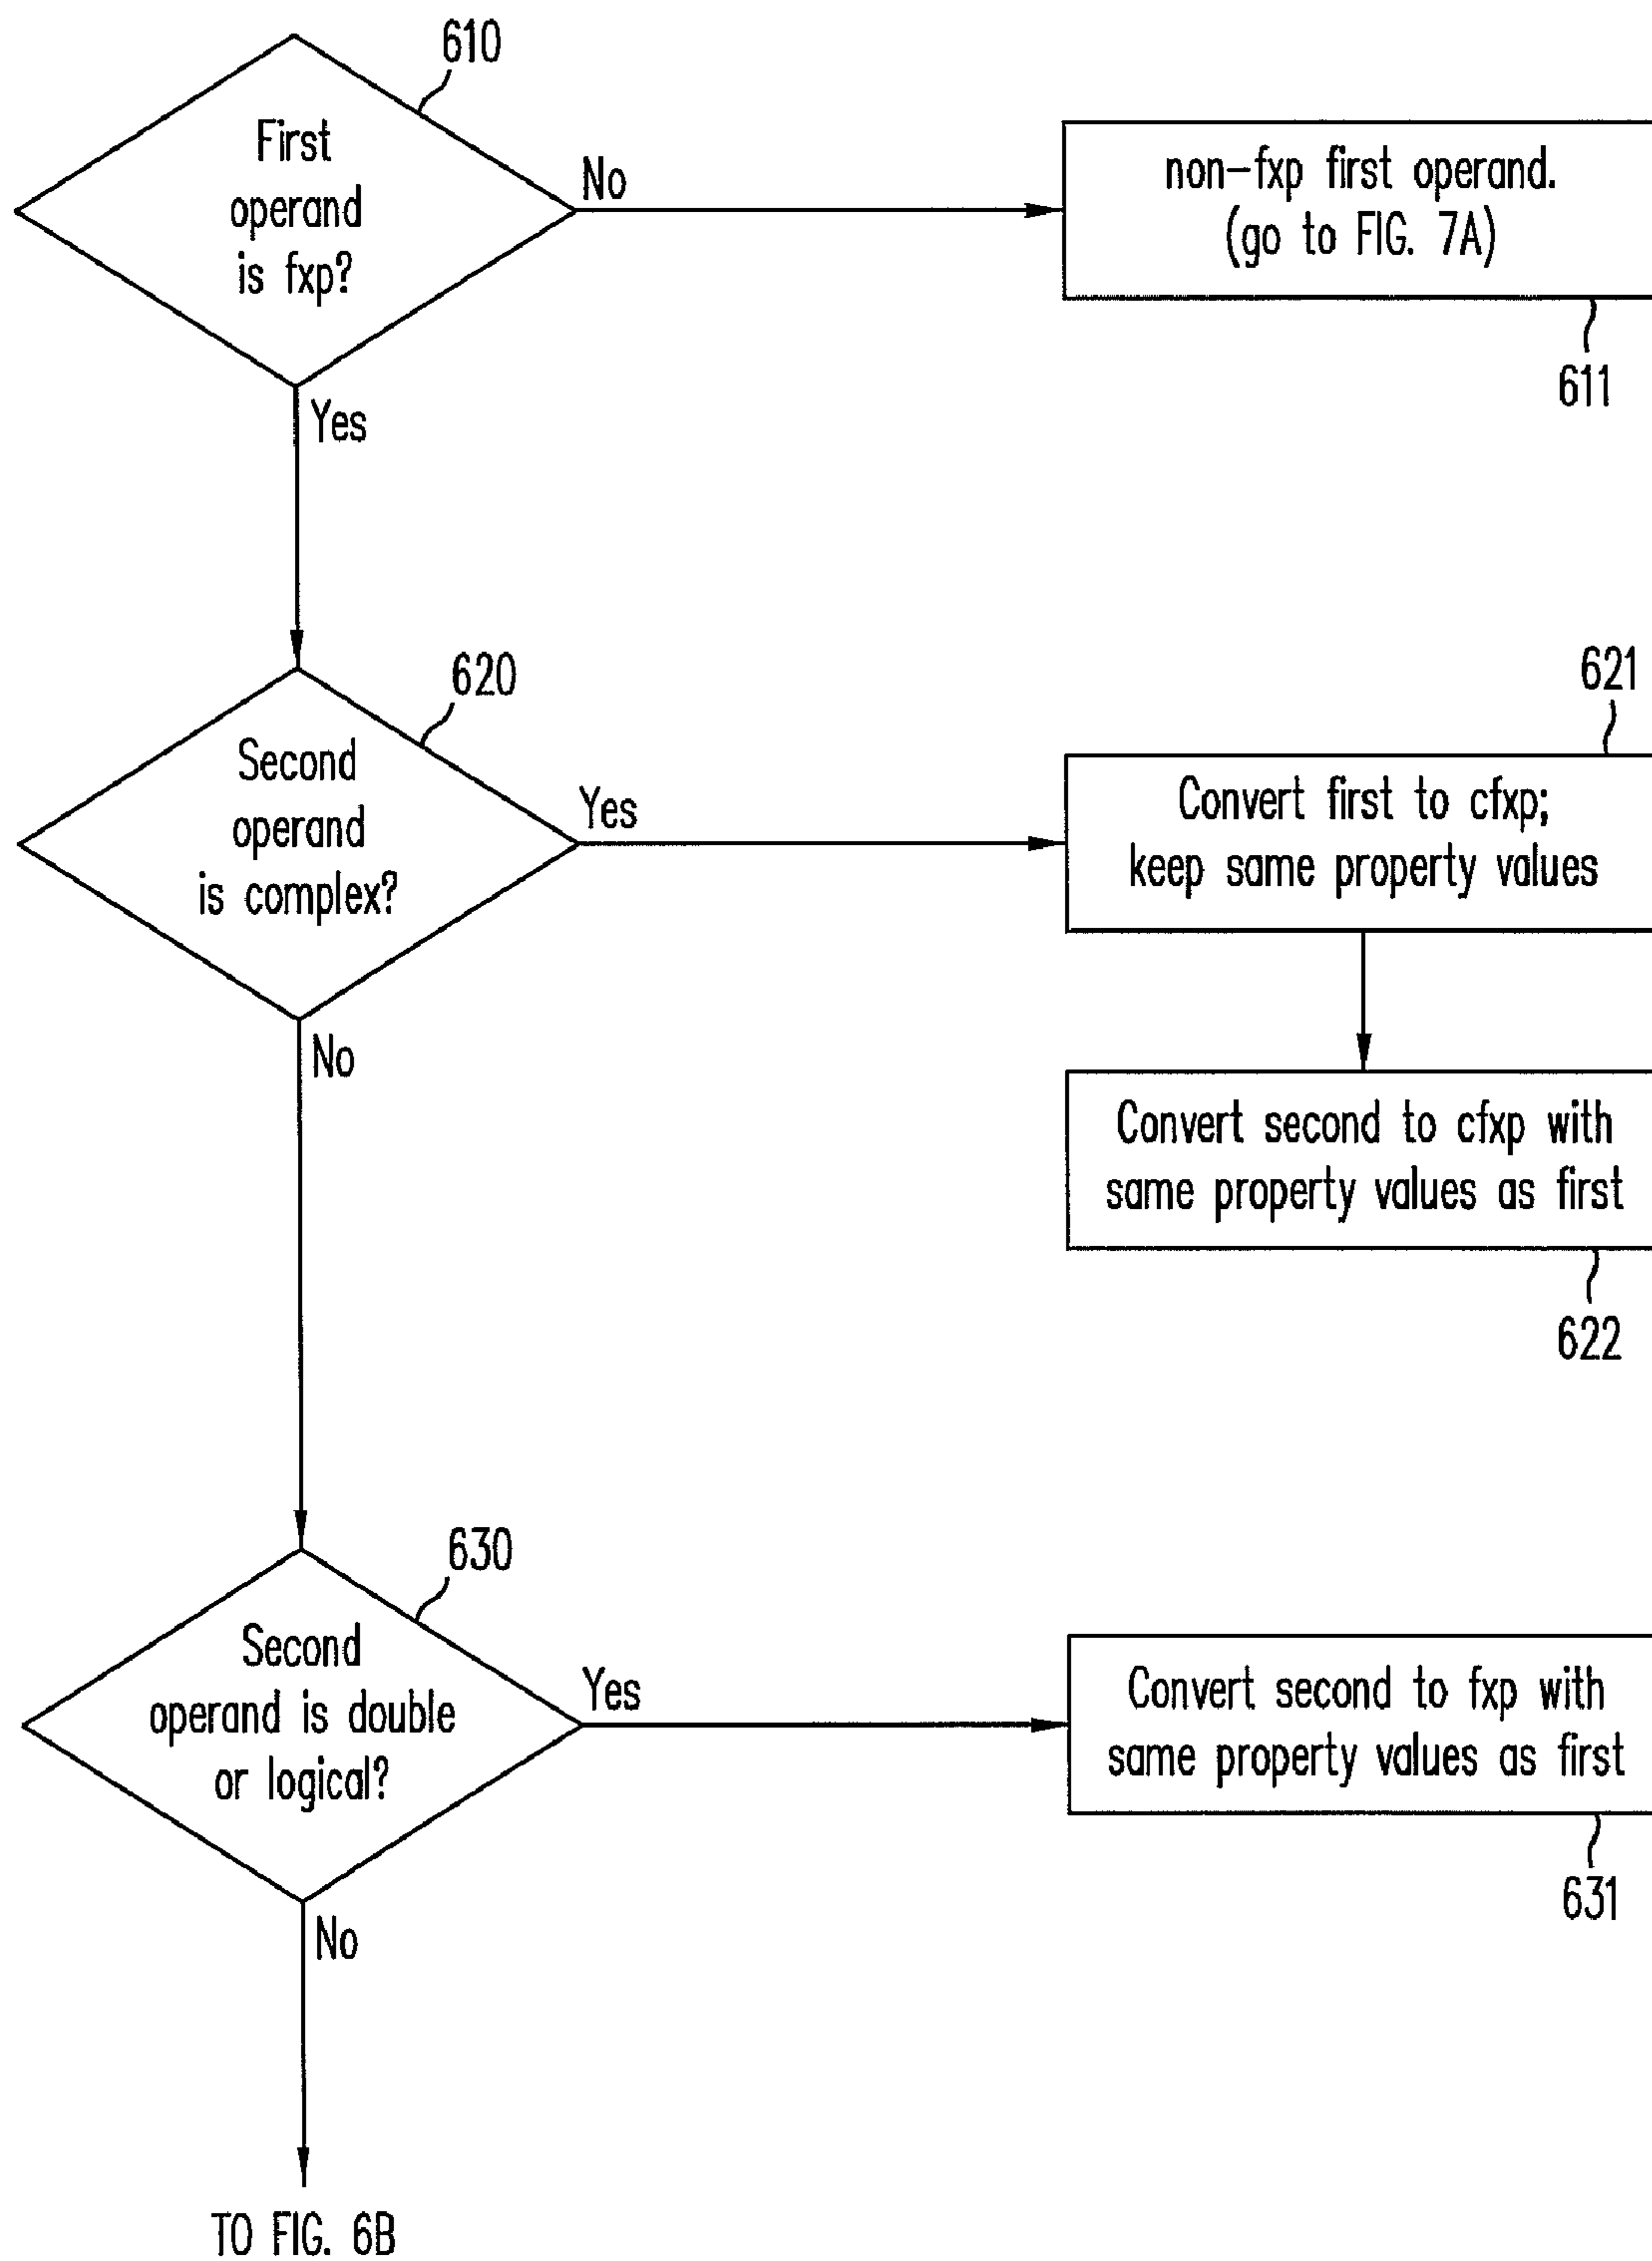 610
First
operand
is fxp?
No
non-fxp first operand.
(go to FIG. 7A)
611
Yes
620
Second
operand
is complex?
Yes
621
Convert first to cfxp;
keep same property values
No
Convert second to cfxp with
same property values as first
622
630
Second
operand is double
or logical?
Yes
Convert second to fxp with
same property values as first
631
No
TO FIG. 6B